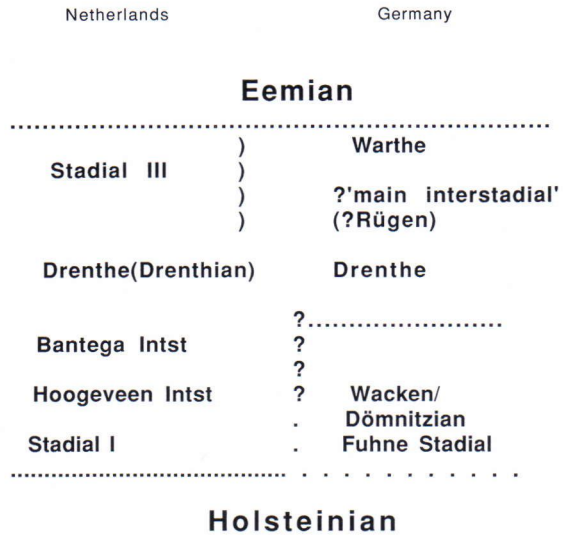 Netherlands Germany
Eemian
............................................................
) Warthe
Stadial III )
) ?'main interstadial'
) (?Rügen)
Drenthe(Drenthian) Drenthe
?........................
Bantega Intst ?
?
Hoogeveen Intst ? Wacken/
. Dömnitzian
Stadial I . Fuhne Stadial
.................................... . . . . . . . . . . .
Holsteinian